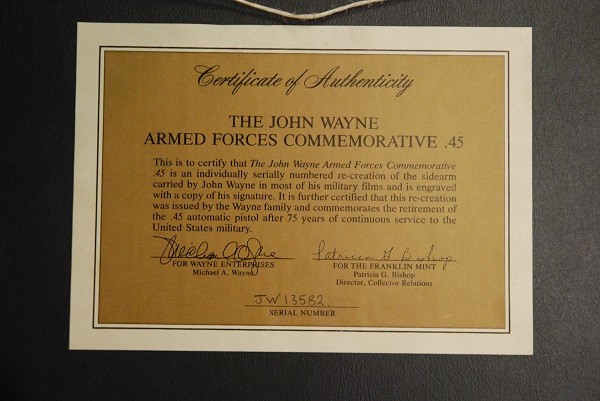 Certificate of Authenticity
THE JOHN WAYNE
ARMED FORCES COMMEMORATIVE .45
This is to certify that The John Wayne Armed Forces Commemorative
.45 is an individually serially numbered re-creation of the sidearm
carried by John Wayne in most of his military films and is engraved
with a copy of his signature. It is further certified that this re-creation
was issued by the Wayne family and commemorates the retirement of
the .45 automatic pistol after 75 years of continuous service to the
United States military.
Patricia G Bishop
FOR WAYNE ENTERPRISES
Michael A. Wayne
FOR THE FRANKLIN MINT
Patricia G. Bishop
Director, Collector Relations
JW 13582
SERIAL NUMBER